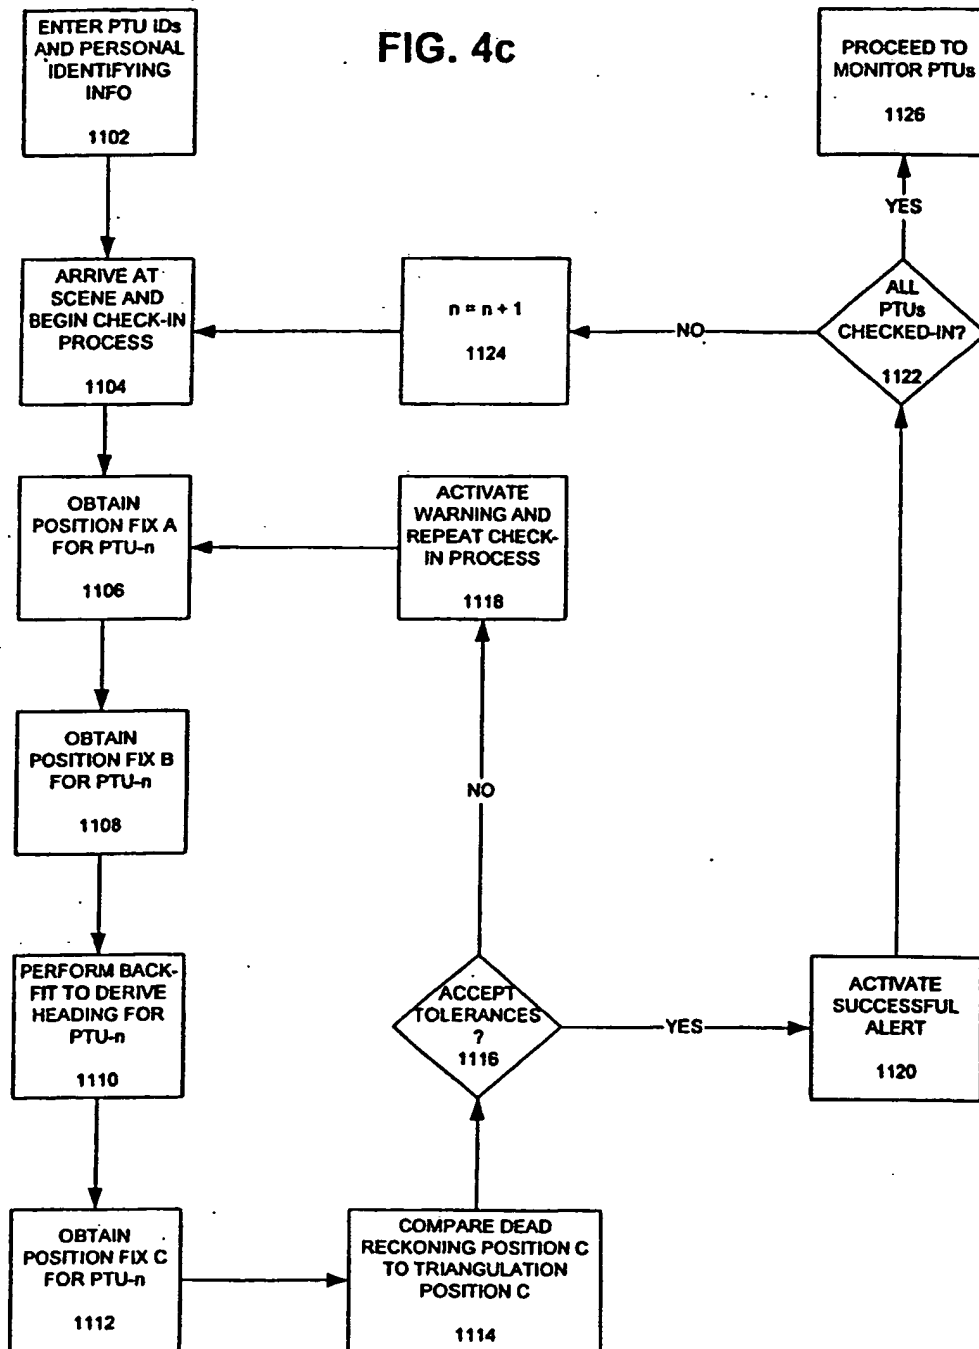 FIG. 4c
ENTER PTU IDs
AND PERSONAL
IDENTIFYING
INFO
1102
ARRIVE AT
SCENE AND
BEGIN CHECK-IN
PROCESS
1104
OBTAIN
POSITION FIX A
FOR PTU-n
1106
OBTAIN
POSITION FIX B
FOR PTU-n
1108
PERFORM BACK-
FIT TO DERIVE
HEADING FOR
PTU-n
1110
OBTAIN
POSITION FIX C
FOR PTU-n
1112
COMPARE DEAD
RECKONING POSITION C
TO TRIANGULATION
POSITION C
1114
ACCEPT
TOLERANCES
?
1116
NO
ACTIVATE
WARNING AND
REPEAT CHECK-
IN PROCESS
1118
YES
ACTIVATE
SUCCESSFUL
ALERT
1120
ALL
PTUs
CHECKED-IN?
1122
NO
n = n + 1
1124
YES
PROCEED TO
MONITOR PTUs
1126